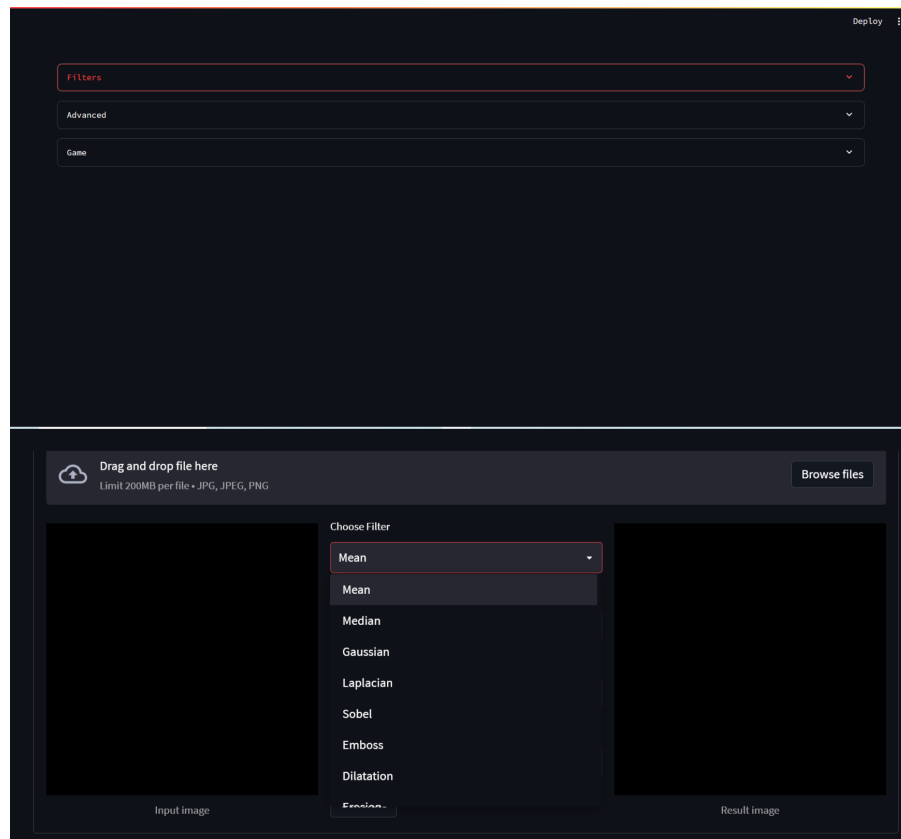 Deploy
Filters
Advanced
Game
Drag and drop file here
Limit 200MB per file • JPG, JPEG, PNG
Browse files
Choose Filter
Mean
Mean
Median
Gaussian
Laplacian
Sobel
Emboss
Dilatation
Erosion
Input image
Result image